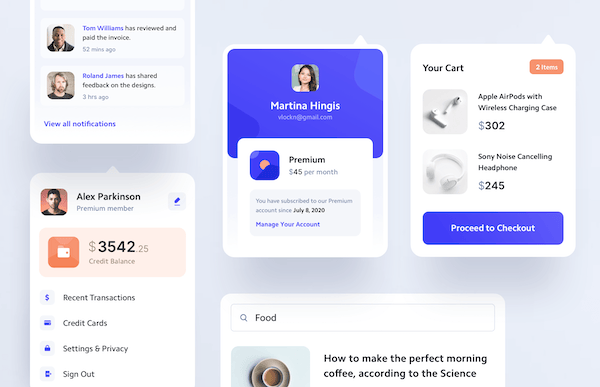 Tom Williams has reviewed and
paid the invoice.
52 mins ago
Roland James has shared
feedback on the designs.
3 hrs ago
View all notifications
Alex Parkinson
Premium member
$3542.25
Credit Balance
Recent Transactions
Credit Cards
Settings & Privacy
Sign Out
Martina Hingis
vlockn@gmail.com
Premium
$45 per month
You have subscribed to our Premium
account since July 8, 2020
Manage Your Account
Your Cart
2 Items
Apple AirPods with
Wireless Charging Case
$302
Sony Noise Cancelling
Headphone
$245
Proceed to Checkout
Food
How to make the perfect morning
coffee, according to the Science